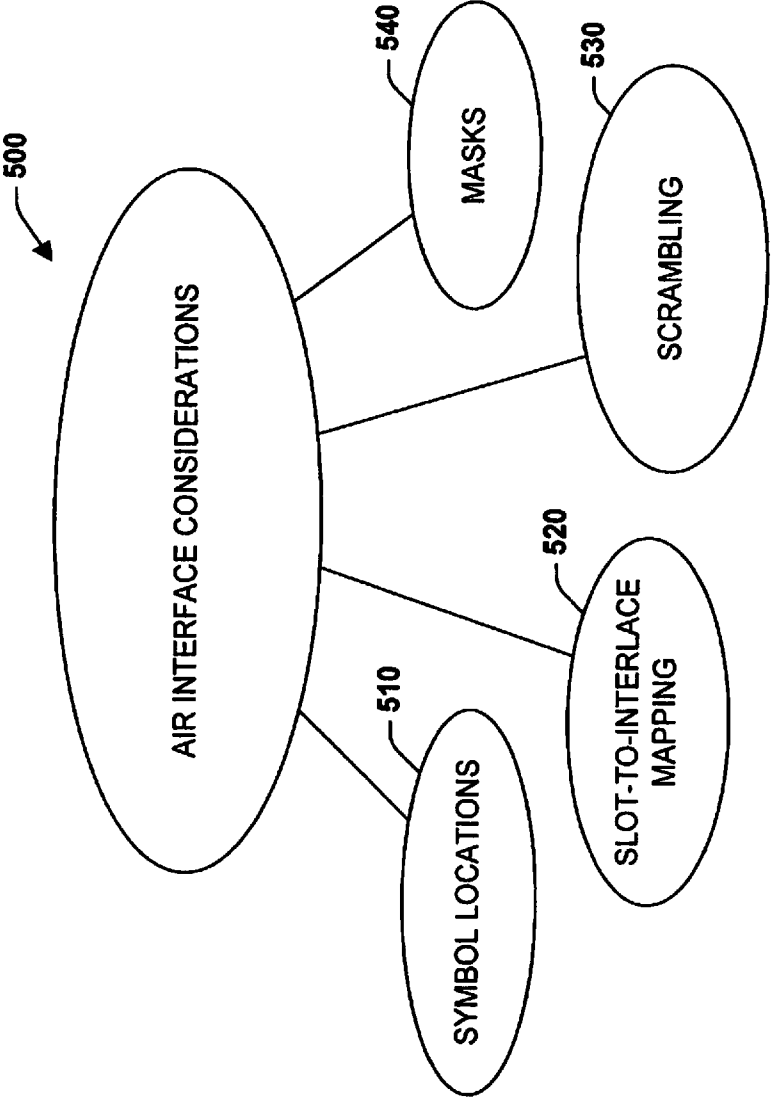 500
AIR INTERFACE CONSIDERATIONS
510
SYMBOL LOCATIONS
520
SLOT-TO-INTERLACE
MAPPING
530
SCRAMBLING
540
MASKS